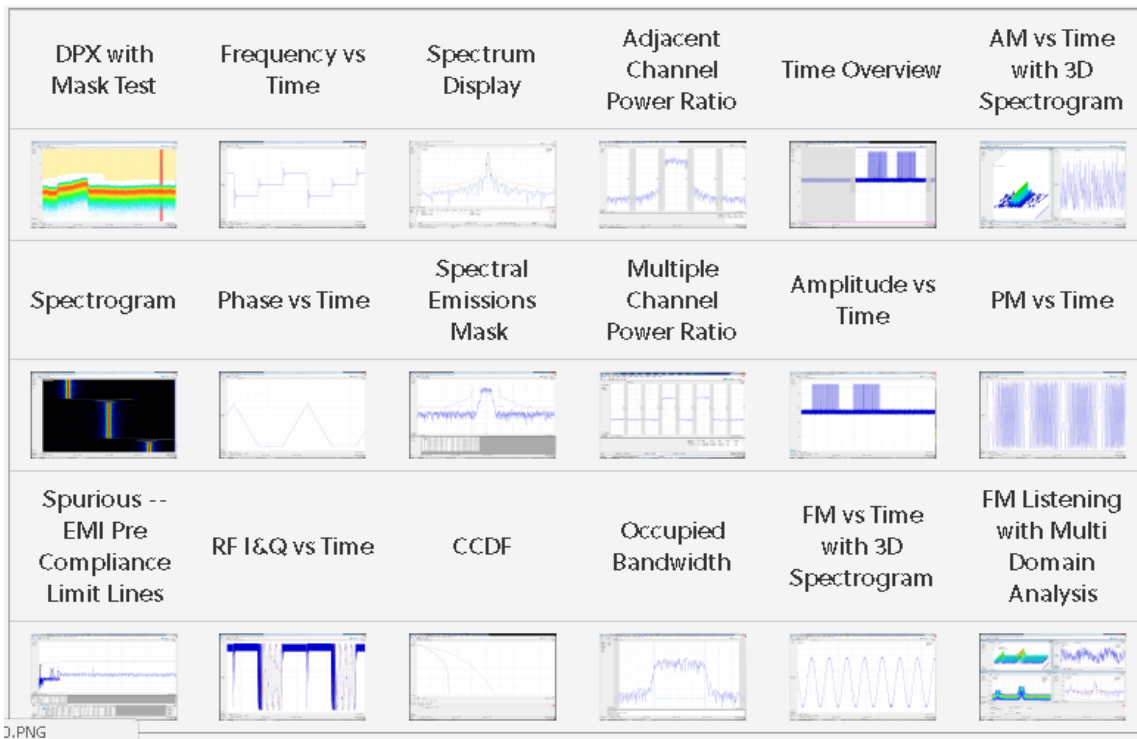 DPX with
Mask Test
Frequency vs
Time
Spectrum
Display
Adjacent
Channel
Power Ratio
Time Overview
AM vs Time
with 3D
Spectrogram
Spectrogram
Phase vs Time
Spectral
Emissions
Mask
Multiple
Channel
Power Ratio
Amplitude vs
Time
PM vs Time
Spurious --
EMI Pre
Compliance
Limit Lines
RF I&Q vs Time
CCDF
Occupied
Bandwidth
FM vs Time
with 3D
Spectrogram
FM Listening
with Multi
Domain
Analysis
.PNG